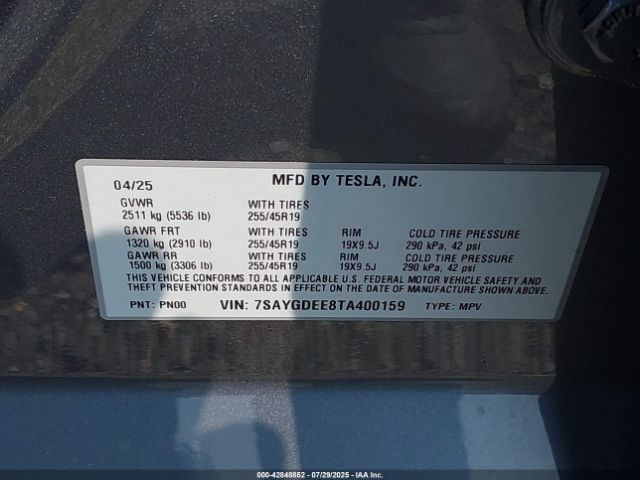 04/25 MFD BY TESLA, INC.
GVWR WITH TIRES
2511 kg (5536 lb) 255/45R19
GAWR FRT WITH TIRES RIM COLD TIRE PRESSURE
1320 kg (2910 lb) 255/45R19 19X9.5J 290 kPa, 42 psi
GAWR RR WITH TIRES RIM COLD TIRE PRESSURE
1500 kg (3306 lb) 255/45R19 19X9.5J 290 kPa, 42 psi
THIS VEHICLE CONFORMS TO ALL APPLICABLE U.S. FEDERAL MOTOR VEHICLE SAFETY AND
THEFT PREVENTION STANDARDS IN EFFECT ON THE DATE OF MANUFACTURE SHOWN ABOVE.
PNT: PN00 VIN: 7SAYGDEE8TA400159 TYPE: MPV
000-42848852 | 07/29/2025 | IAA Inc.